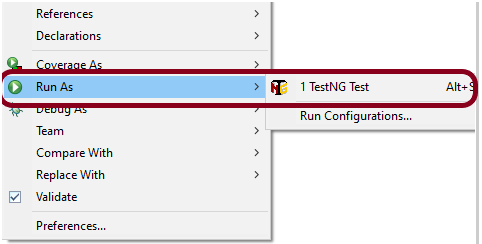 References
Declarations
Coverage As
Run As
1 TestNG Test Alt+S
Debug As
Run Configurations...
Team
Compare With
Replace With
Validate
Preferences...